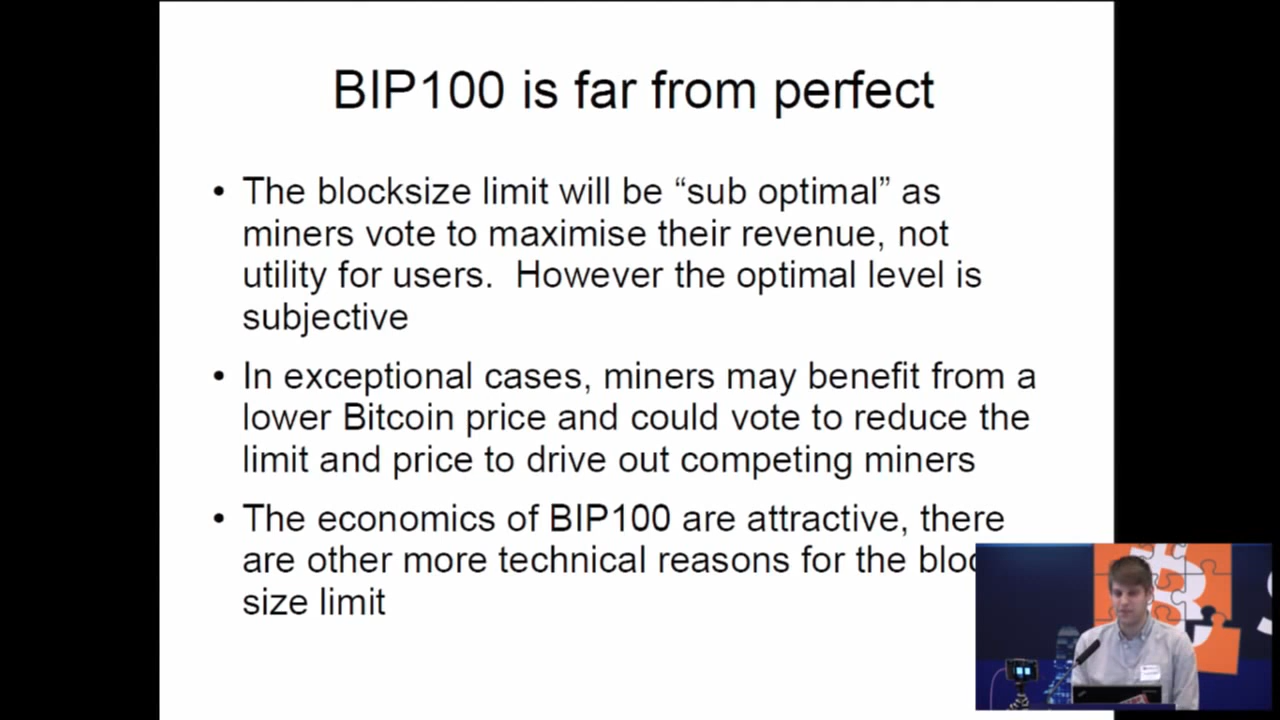 BIP100 is far from perfect
• The blocksize limit will be “sub optimal” as
miners vote to maximise their revenue, not
utility for users.  However the optimal level is
subjective
• In exceptional cases, miners may benefit from a
lower Bitcoin price and could vote to reduce the
limit and price to drive out competing miners
• The economics of BIP100 are attractive, there
are other more technical reasons for the
size limit